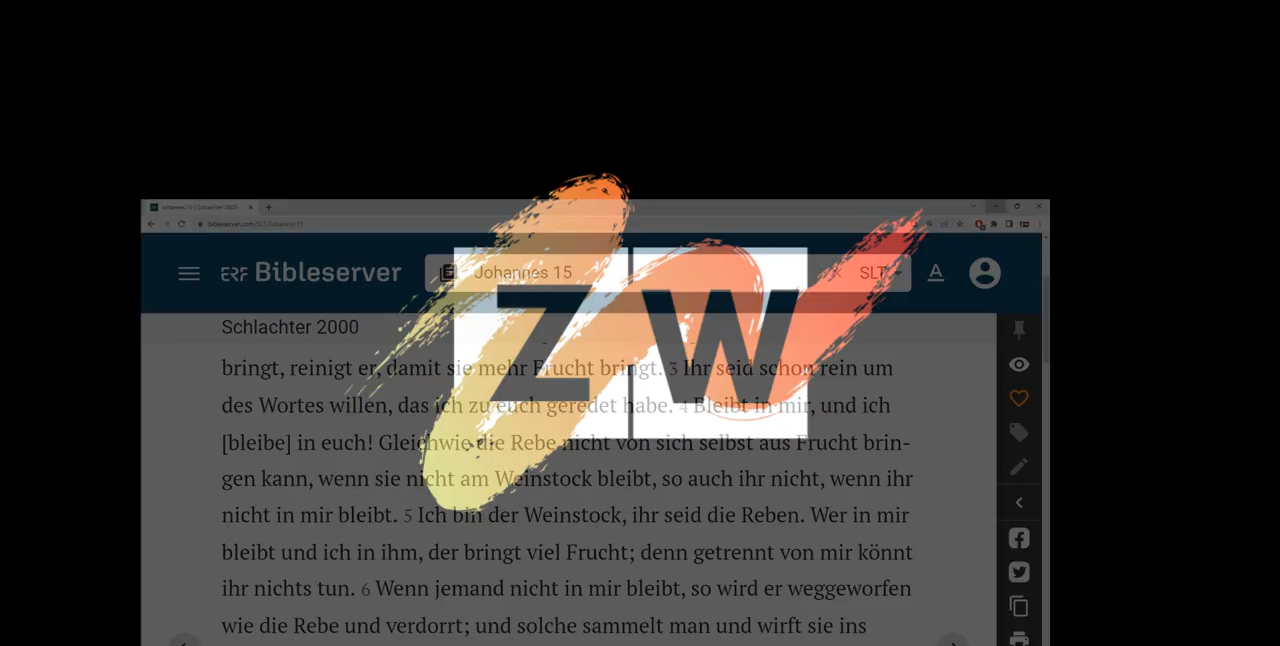 Johannes 15 | Schlachter 2000
ERF Bibleserver
Johannes 15
SLT
A
ZW
Schlachter 2000
bringt, reinigt er, damit sie mehr Frucht bringt. 3 Ihr seid schon rein um
des Wortes willen, das ich zu euch geredet habe. 4 Bleibt in mir, und ich
[bleibe] in euch! Gleichwie die Rebe nicht von sich selbst aus Frucht brin-
gen kann, wenn sie nicht am Weinstock bleibt, so auch ihr nicht, wenn ihr
nicht in mir bleibt. 5 Ich bin der Weinstock, ihr seid die Reben. Wer in mir
bleibt und ich in ihm, der bringt viel Frucht; denn getrennt von mir könnt
ihr nichts tun. 6 Wenn jemand nicht in mir bleibt, so wird er weggeworfen
wie die Rebe und verdorrt; und solche sammelt man und wirft sie ins